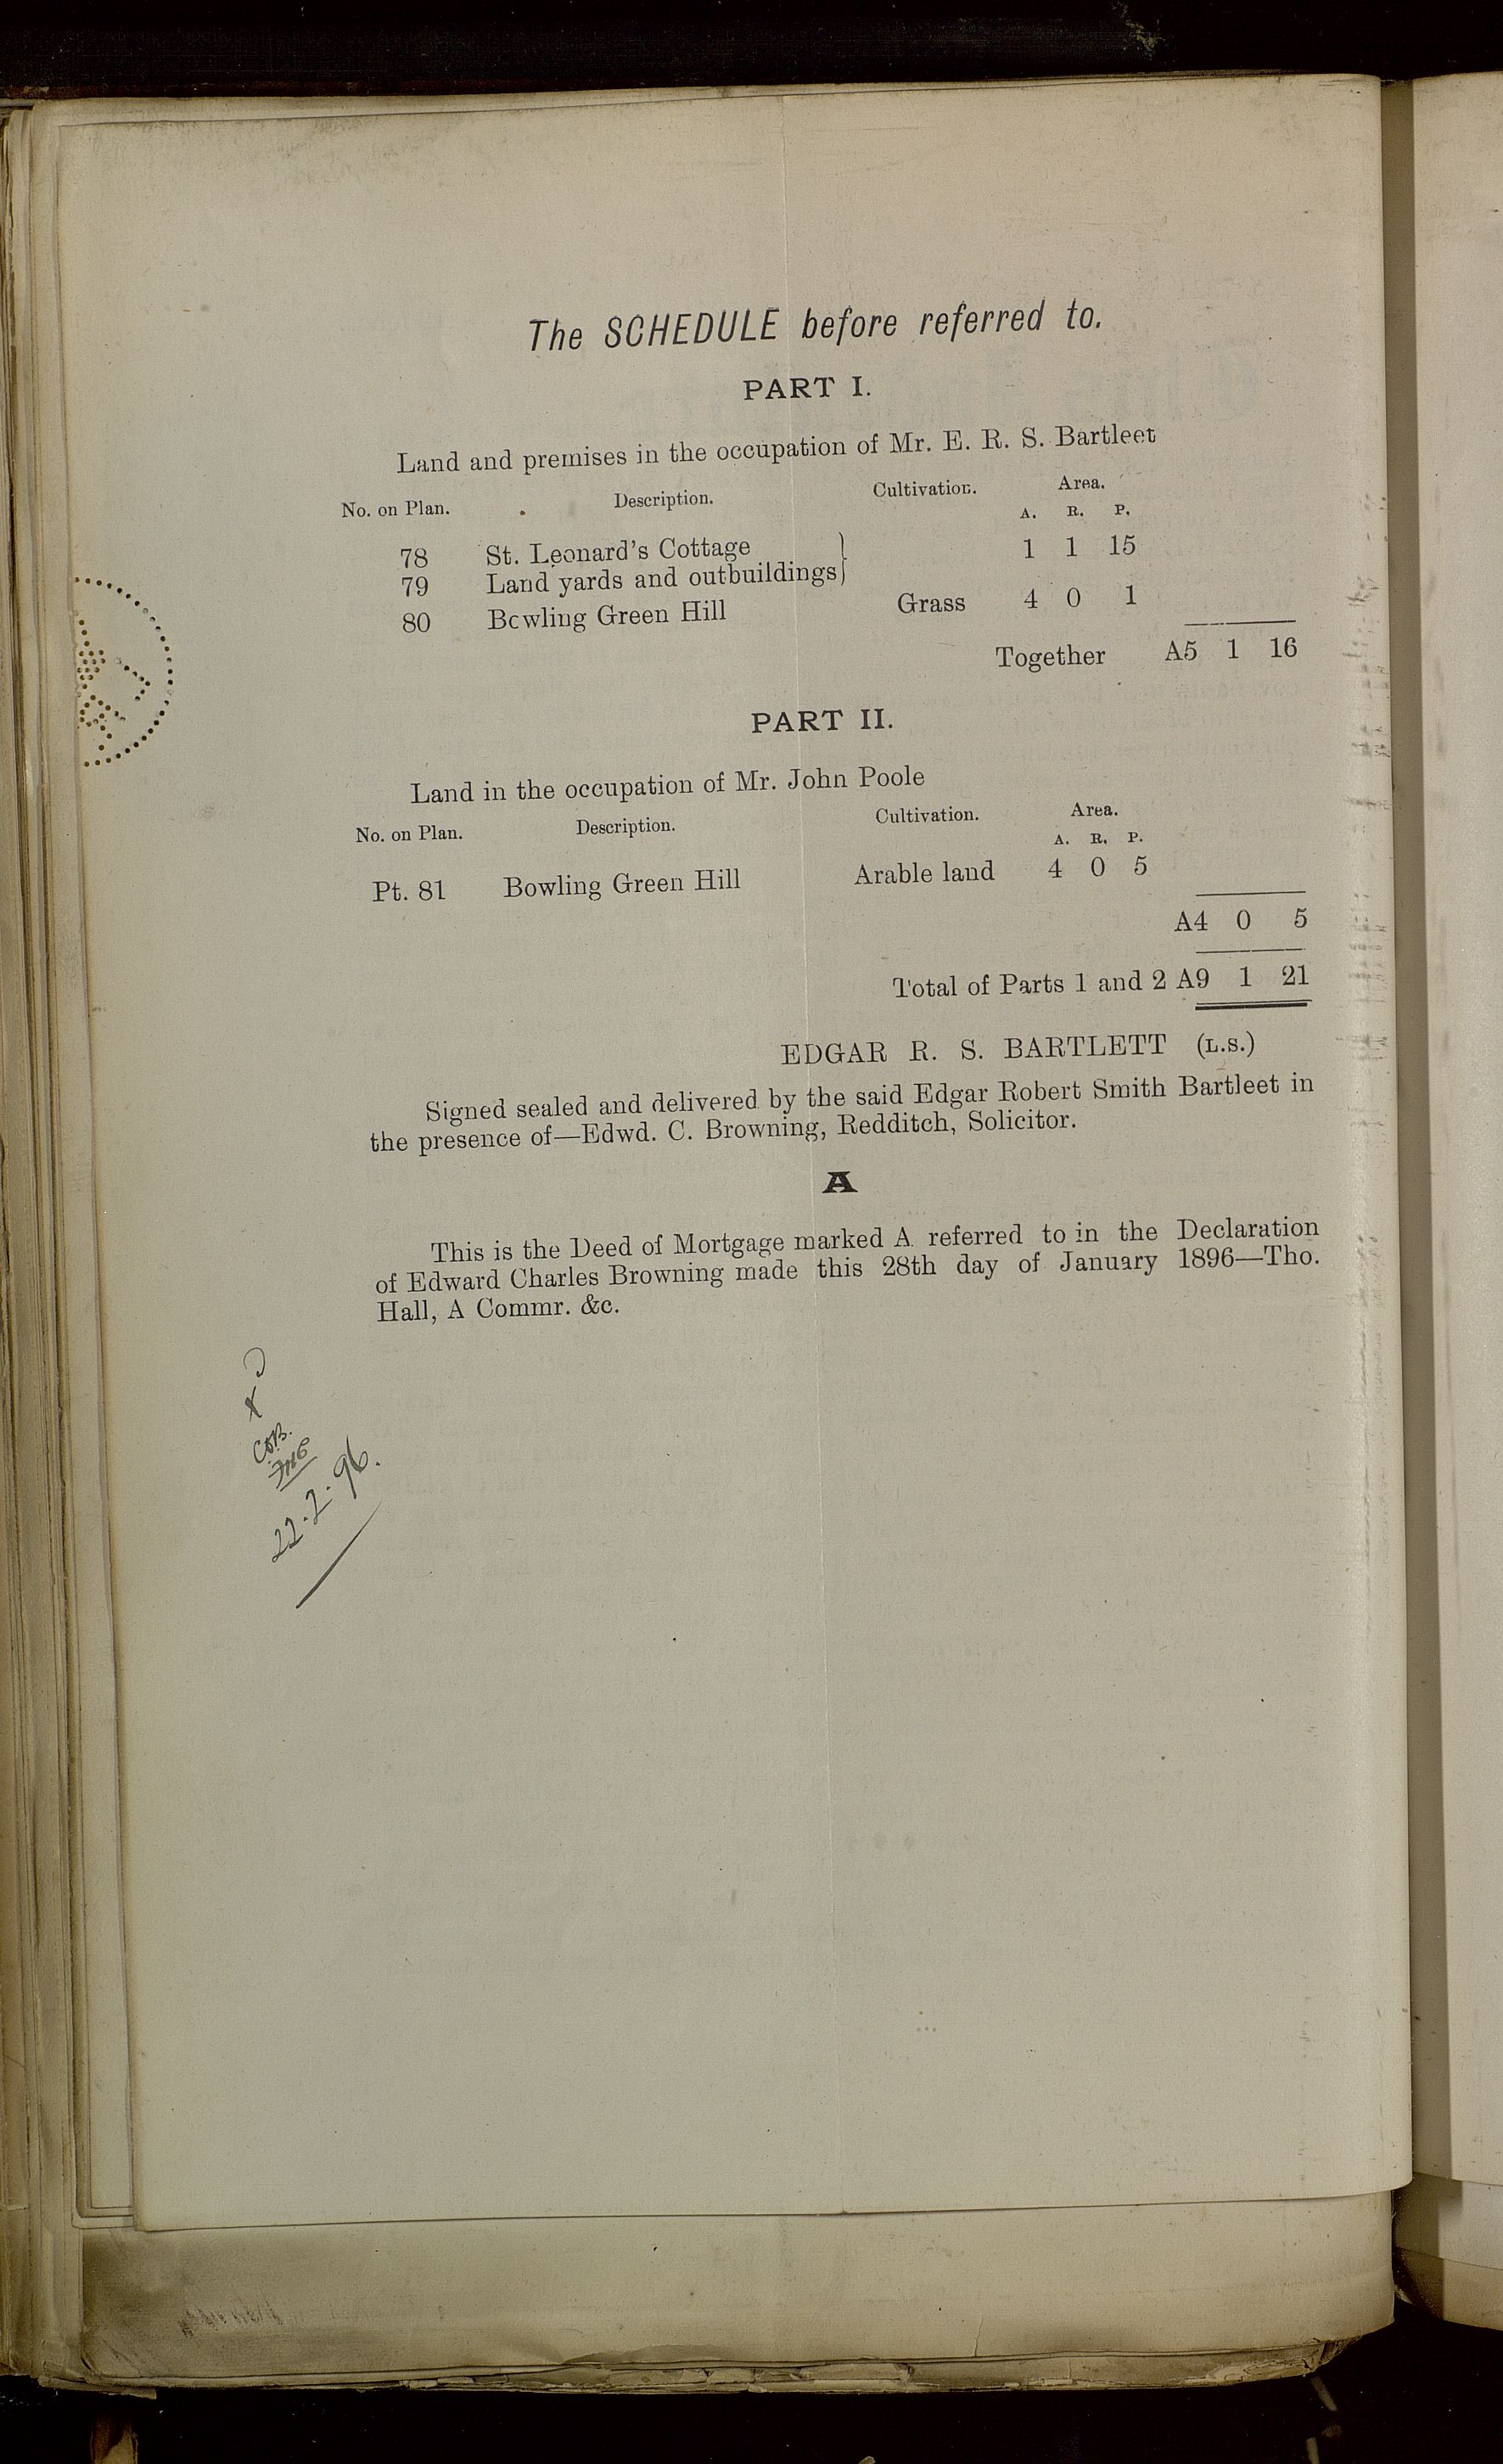 The SCHEDULE before referred to.
PART I.
Land and premises in the occupation of Mr. E. R. S. Bartleet
No. on Plan. Description. Cultivation. Area.
A. R. P.
78 St. Leonard's Cottage } 1 1 15
79 Land yards and outbuildings }
80 Bowling Green Hill Grass 4 0 1
Together A5 1 16
PART II.
Land in the occupation of Mr. John Poole
No. on Plan. Description. Cultivation. Area.
A. R. P.
Pt. 81 Bowling Green Hill Arable land 4 0 5
A4 0 5
Total of Parts 1 and 2 A9 1 21
EDGAR R. S. BARTLETT (L.S.)
Signed sealed and delivered by the said Edgar Robert Smith Bartleet in
the presence of—Edwd. C. Browning, Redditch, Solicitor.
A
This is the Deed of Mortgage marked A referred to in the Declaration
of Edward Charles Browning made this 28th day of January 1896—Tho.
Hall, A Commr. &c.
22.2.96.